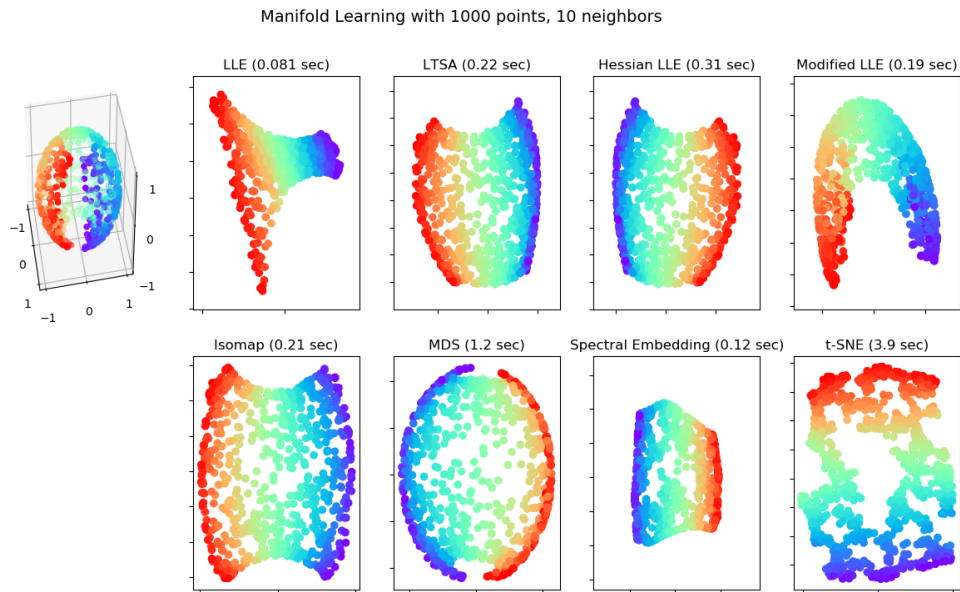 Manifold Learning with 1000 points, 10 neighbors
LLE (0.081 sec)
LTSA (0.22 sec)
Hessian LLE (0.31 sec)
Modified LLE (0.19 sec)
1
0
−1
−1
0
1
−1
0
1
Isomap (0.21 sec)
MDS (1.2 sec)
Spectral Embedding (0.12 sec)
t-SNE (3.9 sec)